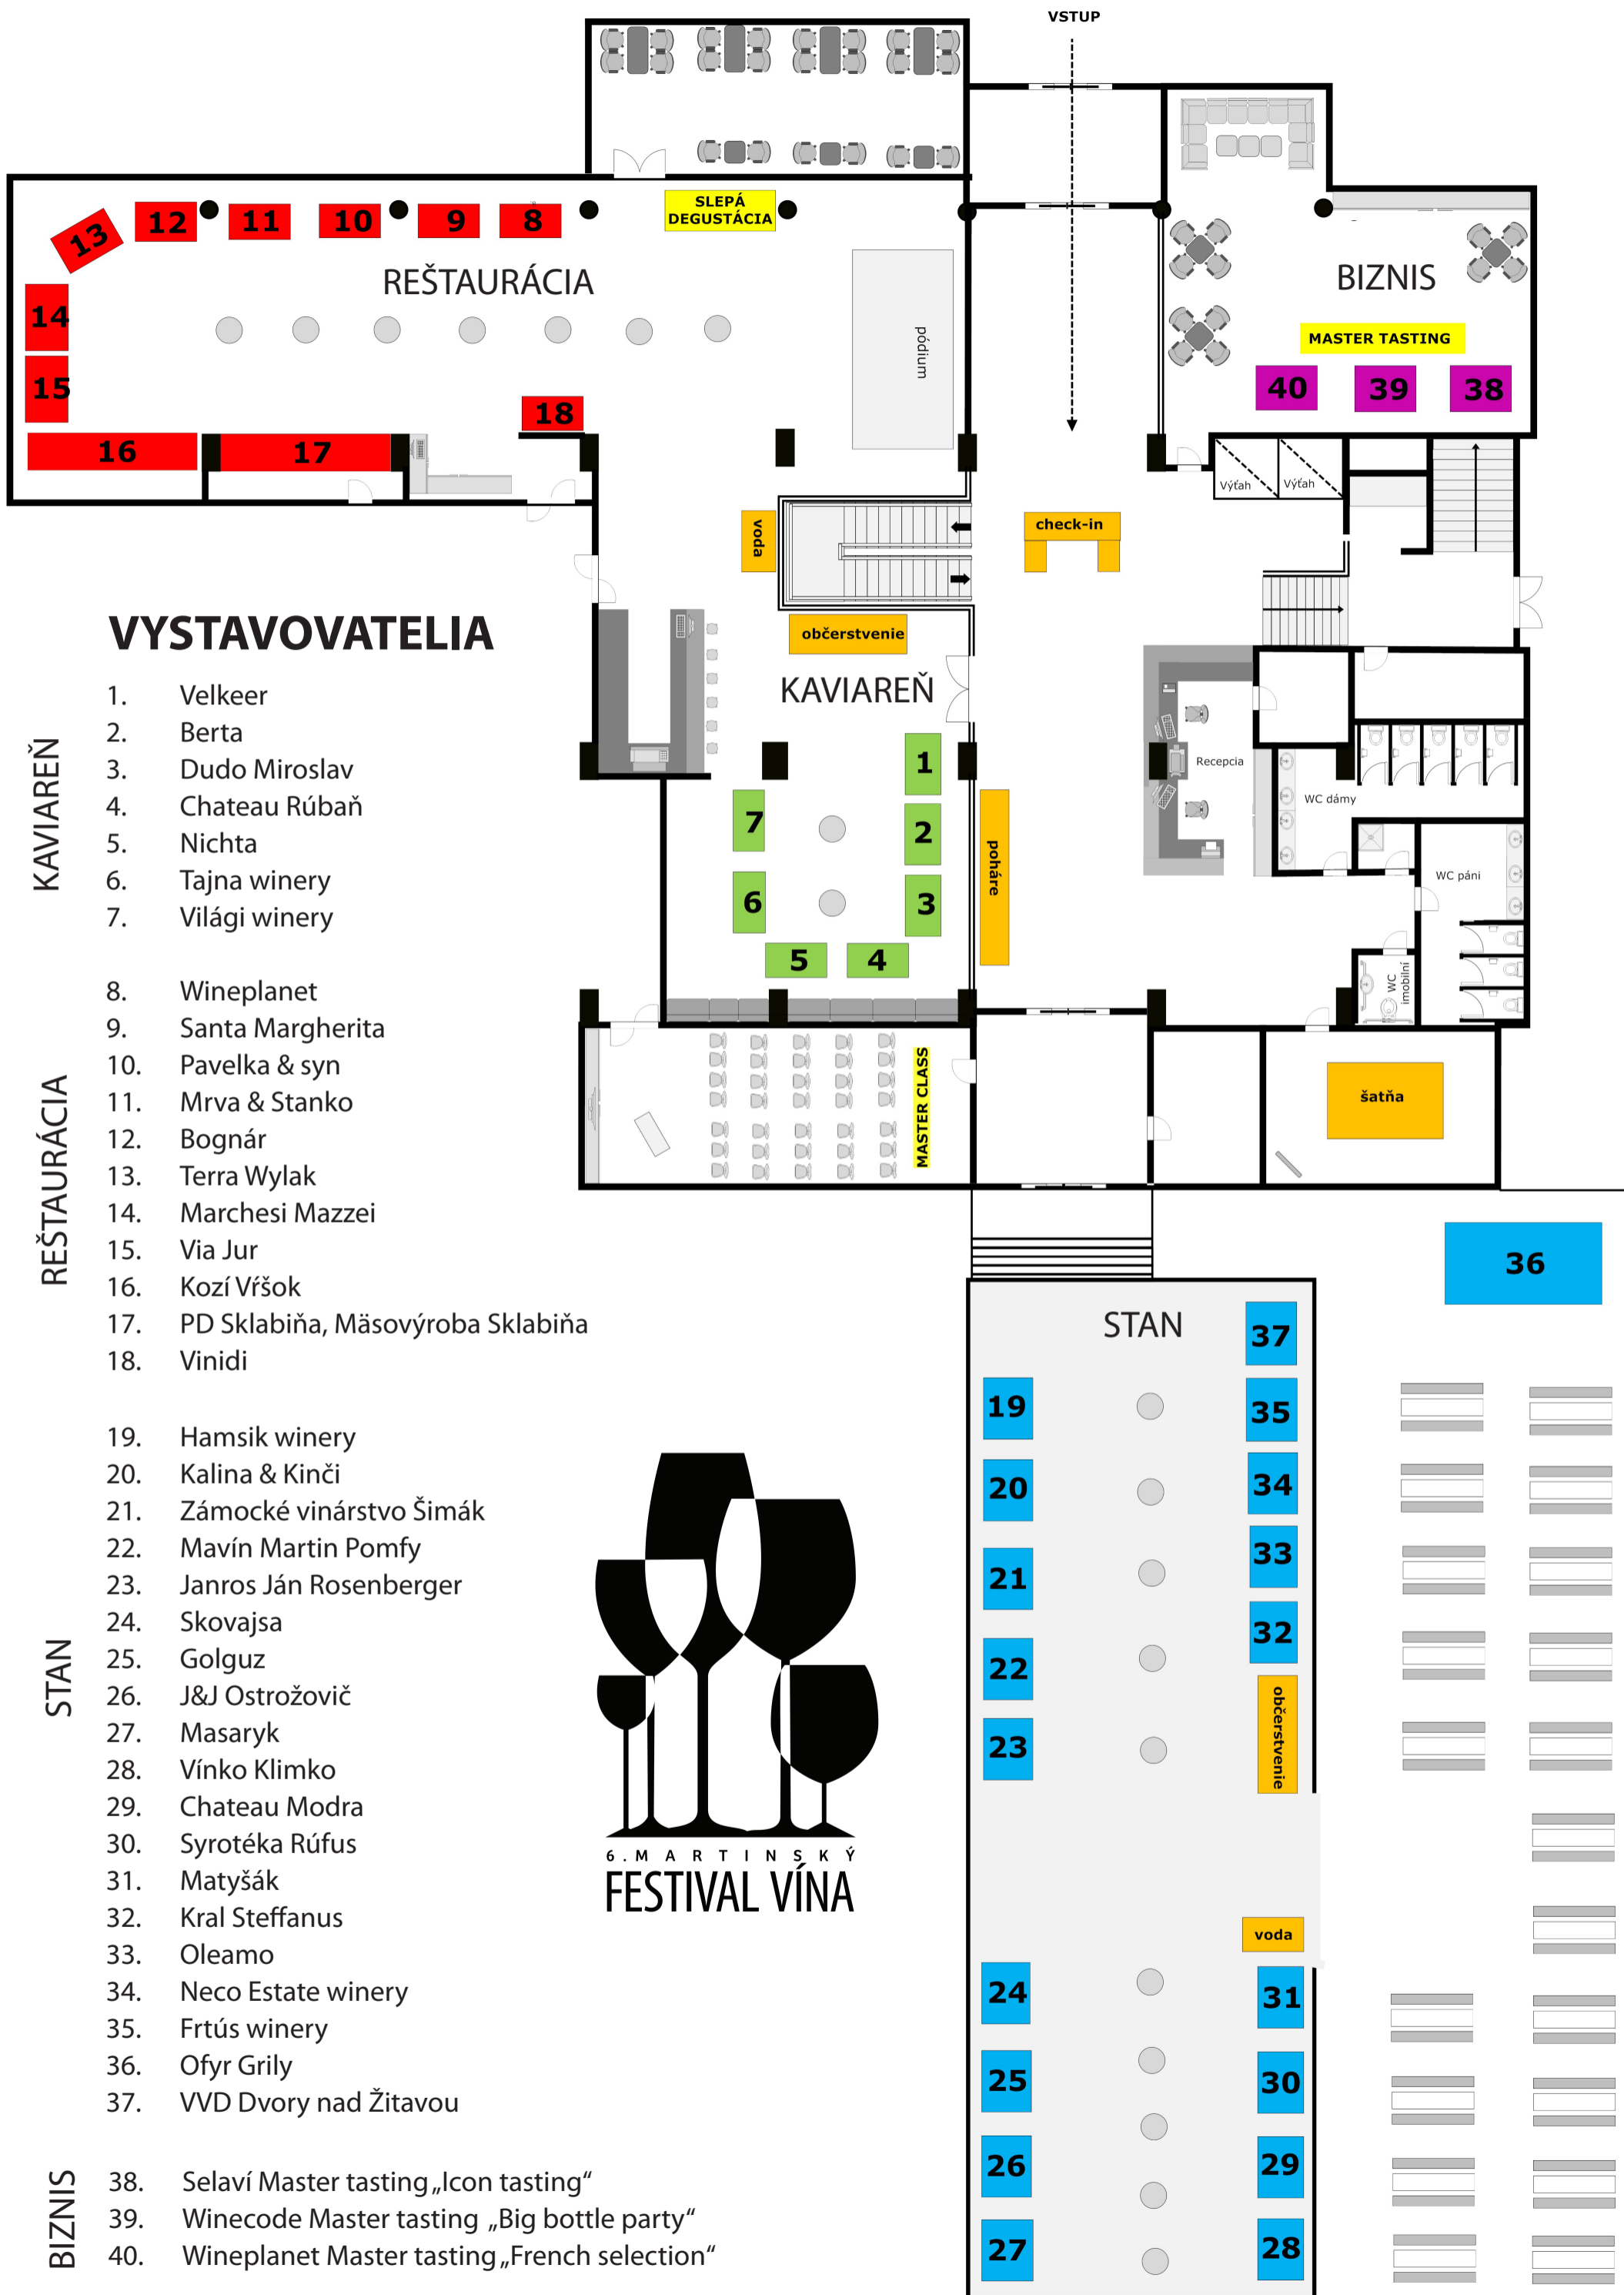 VSTUP
12
11
10
9
8
SLEPÁ
DEGUSTÁCIA
13
REŠTAURÁCIA
BIZNIS
14
pódium
MASTER TASTING
15
40
39
38
18
16
17
Výťah
Výťah
voda
check-in
občerstvenie
KAVIAREŇ
1
Recepcia
7
2
WC dámy
poháre
6
3
WC páni
5
4
WC
imobilní
MASTER CLASS
šatňa
VYSTAVOVATELIA
KAVIAREŇ
1. Velkeer
2. Berta
3. Dudo Miroslav
4. Chateau Rúbaň
5. Nichta
6. Tajna winery
7. Világi winery
REŠTAURÁCIA
8. Wineplanet
9. Santa Margherita
10. Pavelka & syn
11. Mrva & Stanko
12. Bognár
13. Terra Wylak
14. Marchesi Mazzei
15. Via Jur
16. Kozí Vŕšok
17. PD Sklabiňa, Mäsovýroba Sklabiňa
18. Vinidi
STAN
19. Hamsik winery
20. Kalina & Kinči
21. Zámocké vinárstvo Šimák
22. Mavín Martin Pomfy
23. Janros Ján Rosenberger
24. Skovajsa
25. Golguz
26. J&J Ostrožovič
27. Masaryk
28. Vínko Klimko
29. Chateau Modra
30. Syrotéka Rúfus
31. Matyšák
32. Kral Steffanus
33. Oleamo
34. Neco Estate winery
35. Frtús winery
36. Ofyr Grily
37. VVD Dvory nad Žitavou
BIZNIS
38. Selaví Master tasting „Icon tasting“
39. Winecode Master tasting „Big bottle party“
40. Wineplanet Master tasting „French selection“
6. MARTINSKÝ
FESTIVAL VÍNA
36
STAN
37
19
35
20
34
21
33
32
22
občerstvenie
23
voda
24
31
25
30
26
29
27
28